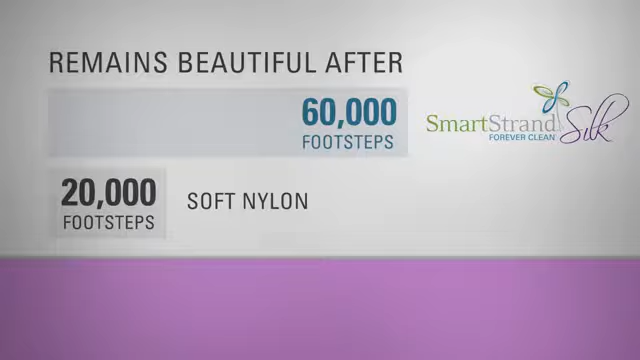 REMAINS BEAUTIFUL AFTER
60,000
FOOTSTEPS
SmartStrand Silk
FOREVER CLEAN
20,000
FOOTSTEPS
SOFT NYLON